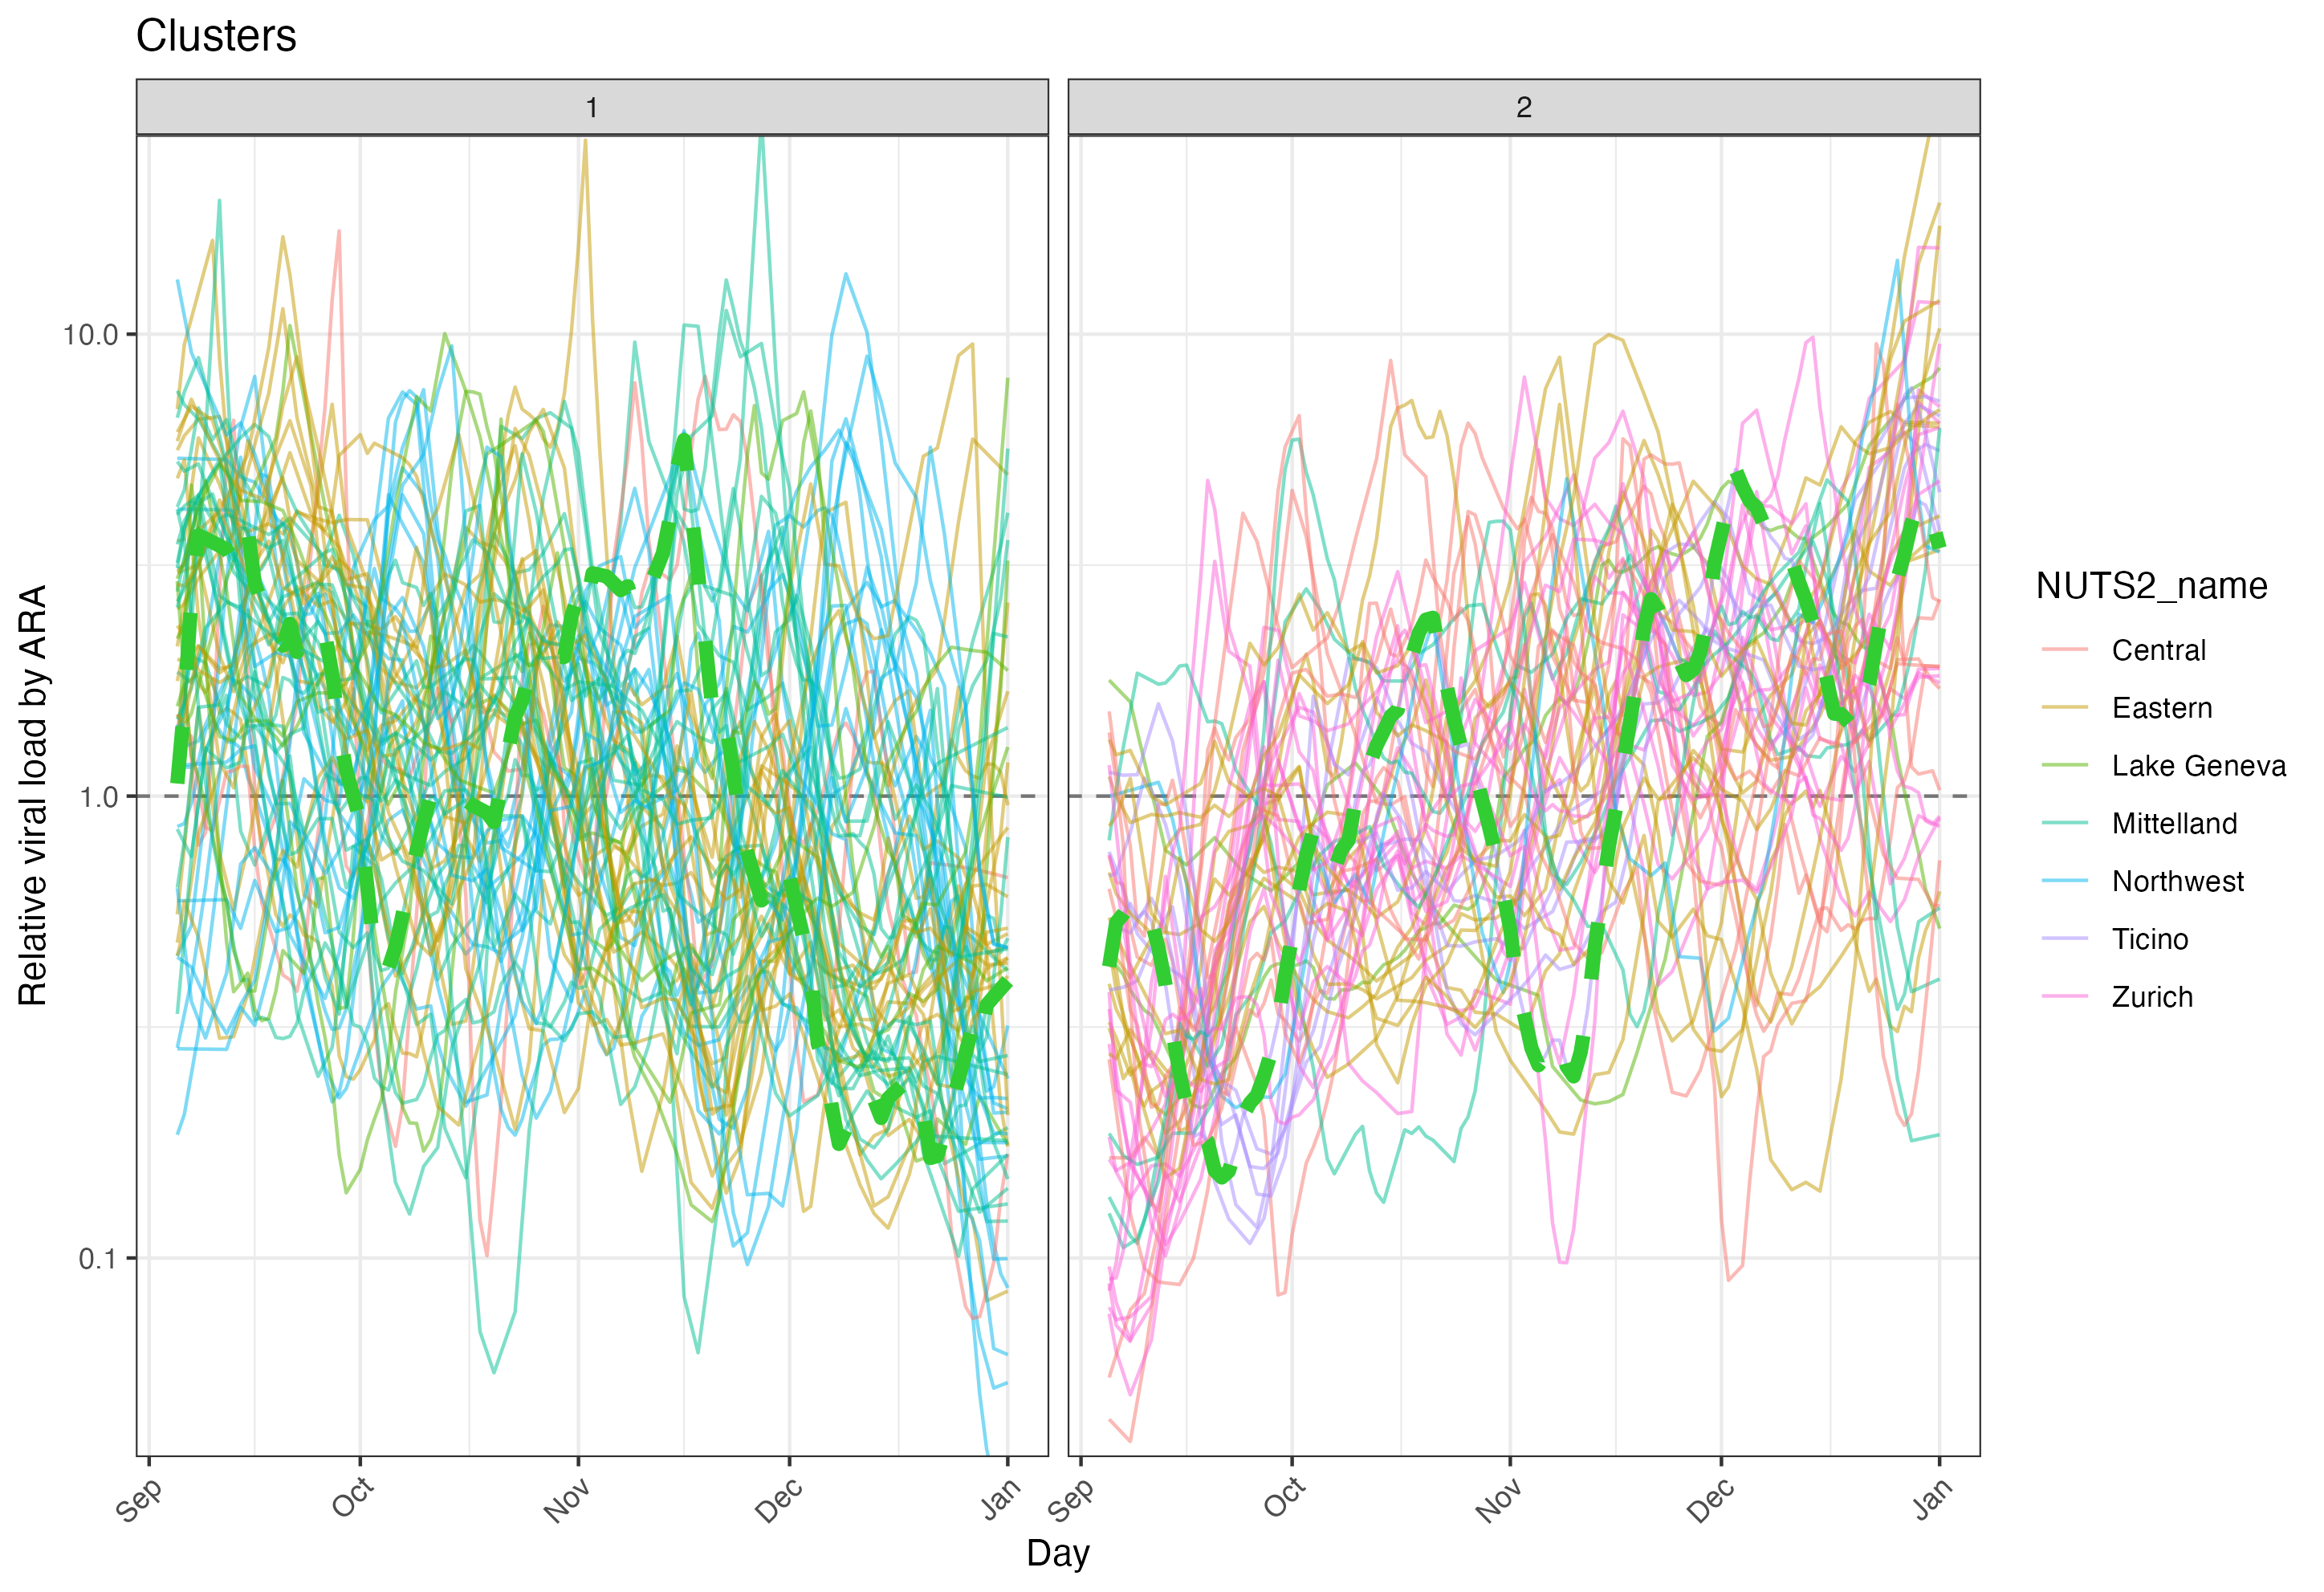 Clusters
1
2
Relative viral load by ARA
10.0
1.0
0.1
Sep
Oct
Nov
Dec
Jan
Sep
Oct
Nov
Dec
Jan
Day
NUTS2_name
Central
Eastern
Lake Geneva
Mittelland
Northwest
Ticino
Zurich